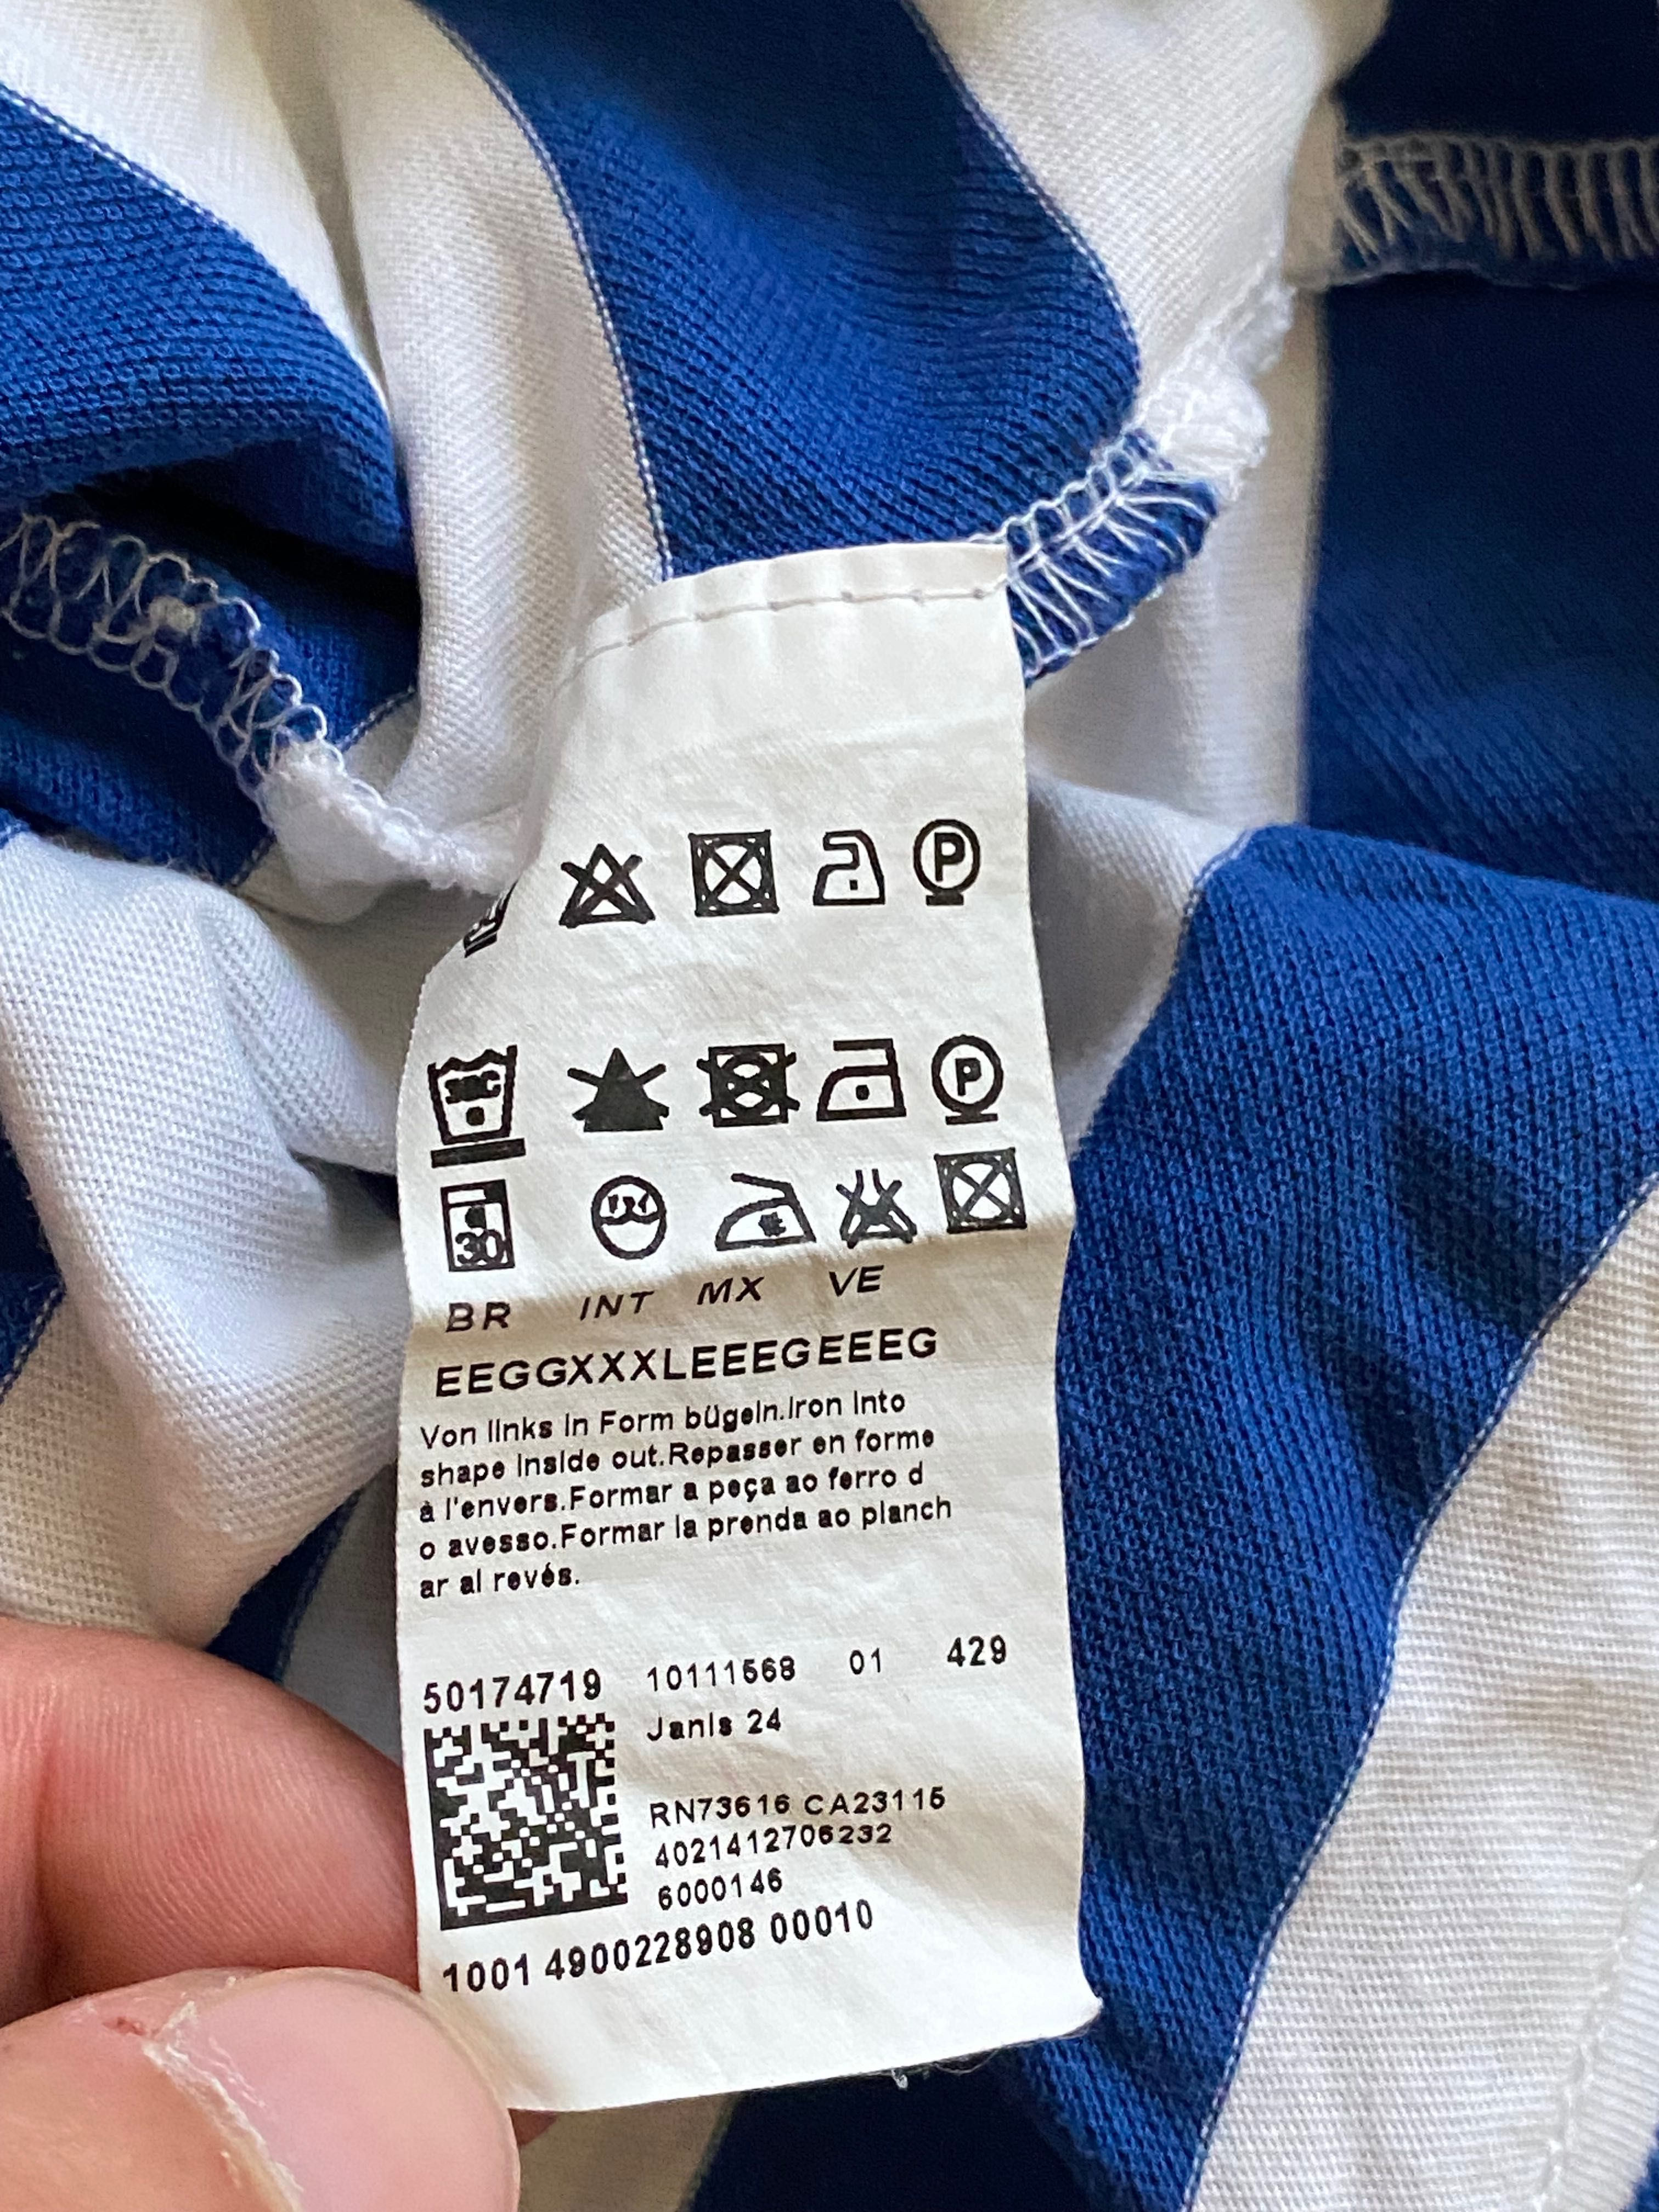 P
30°C
P
30
BR INT MX VE
EEGGXXXLEEEGEEEG
Von links in Form bügeln.Iron into
shape inside out.Repasser en forme
à l'envers.Formar a peça ao ferro d
o avesso.Formar la prenda ao planch
ar al revés.
50174719 10111568 01 429
Janis 24
RN73616 CA23115
4021412706232
6000146
1001 4900228908 00010